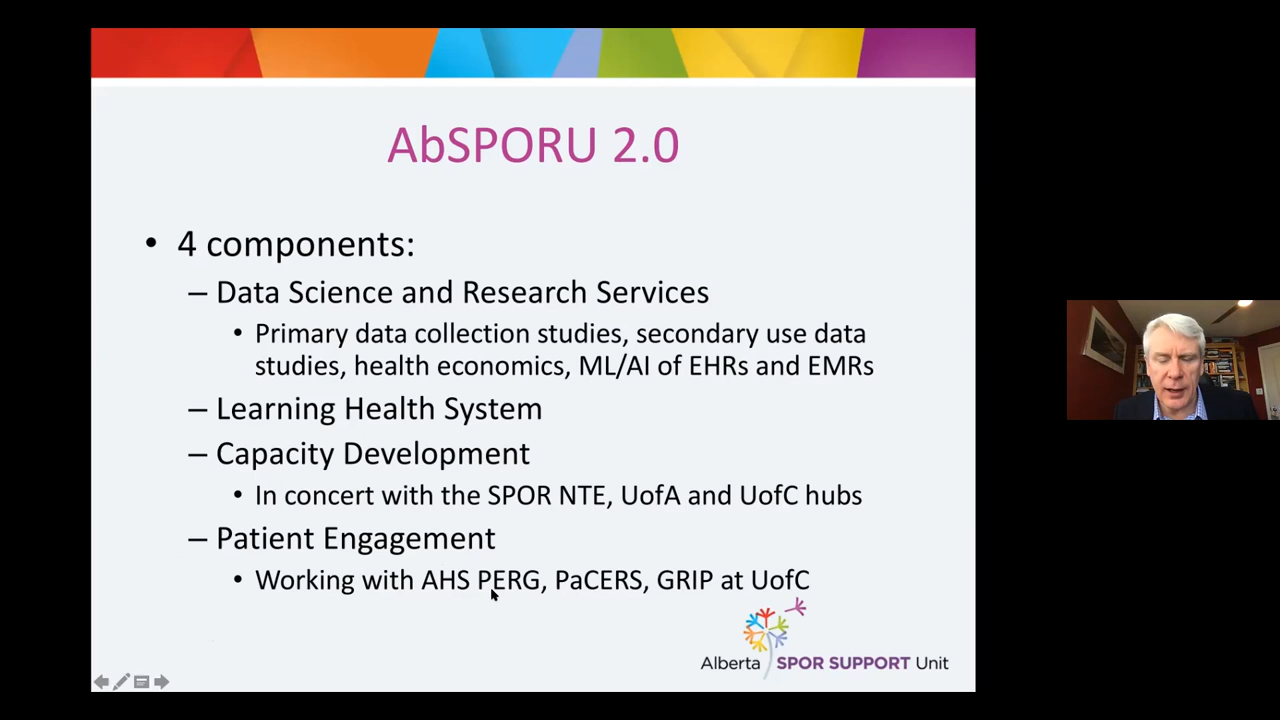 AbSPORU 2.0
• 4 components:
– Data Science and Research Services
• Primary data collection studies, secondary use data
studies, health economics, ML/AI of EHRs and EMRs
– Learning Health System
– Capacity Development
• In concert with the SPOR NTE, UofA and UofC hubs
– Patient Engagement
• Working with AHS PERG, PaCERS, GRIP at UofC
Alberta SPOR SUPPORT Unit